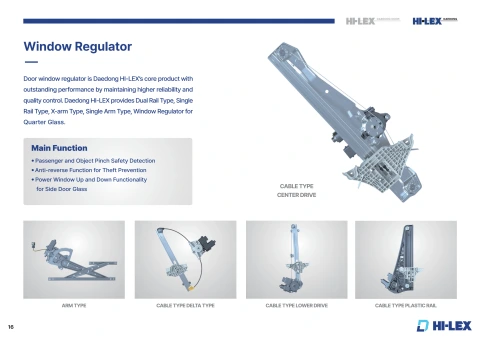 HI-LEX
HI-LEX
Window Regulator
Door window regulator is Daedong HI-LEX's core product with
outstanding performance by maintaining higher reliability and
quality control. Daedong HI-LEX provides Dual Rail Type, Single
Rail Type, X-arm Type, Single Arm Type, Window Regulator for
Quarter Glass.
Main Function
• Passenger and Object Pinch Safety Detection
• Anti-reverse Function for Theft Prevention
• Power Window Up and Down Functionality
for Side Door Glass
CABLE TYPE
CENTER DRIVE
ARM TYPE
CABLE TYPE DELTA TYPE
CABLE TYPE LOWER DRIVE
CABLE TYPE PLASTIC RAIL
16
HI-LEX